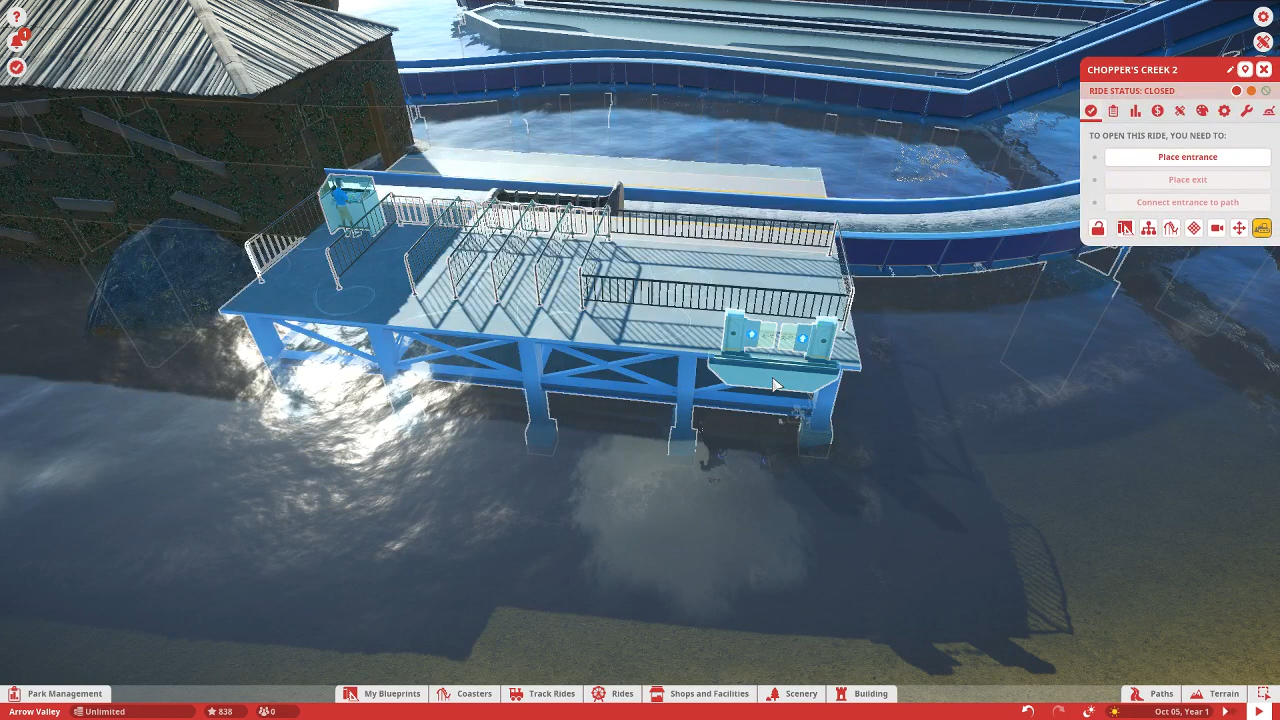 4
CHOPPER'S CREEK 2
RIDE STATUS: CLOSED
TO OPEN THIS RIDE, YOU NEED TO:
Place entrance
Place exit
Connect entrance to path
Park Management
My Blueprints
Coasters
Track Rides
Rides
Shops and Facilities
Scenery
Building
Paths
Terrain
Arrow Valley
Unlimited
838
0
Oct 05, Year 1